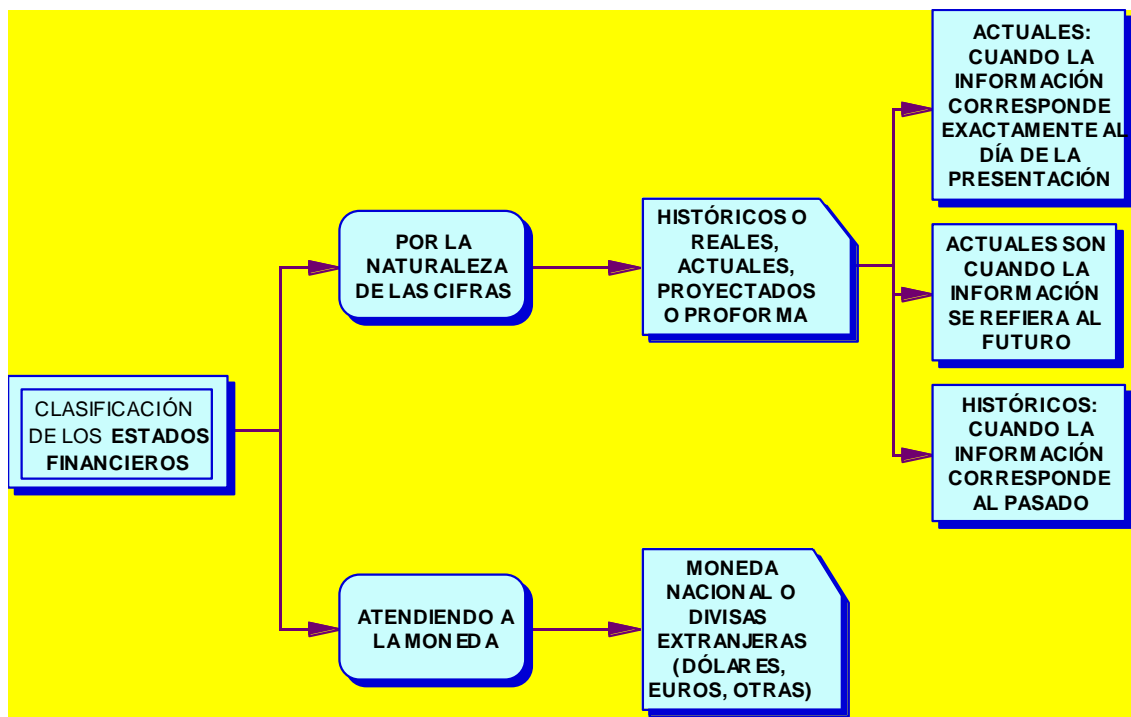 CLASIFICACIÓN
DE LOS ESTADOS
FINANCIEROS
POR LA
NATURALEZA
DE LAS CIFRAS
HISTÓRICOS O
REALES,
ACTUALES,
PROYECTADOS
O PROFORMA
ACTUALES:
CUANDO LA
INFORMACIÓN
CORRESPONDE
EXACTAMENTE AL
DÍA DE LA
PRESENTACIÓN
ACTUALES SON
CUANDO LA
INFORMACIÓN
SE REFIERA AL
FUTURO
HISTÓRICOS:
CUANDO LA
INFORMACIÓN
CORRESPONDE
AL PASADO
ATENDIENDO A
LA MONEDA
MONEDA
NACIONAL O
DIVISAS
EXTRANJERAS
(DÓLARES,
EUROS, OTRAS)